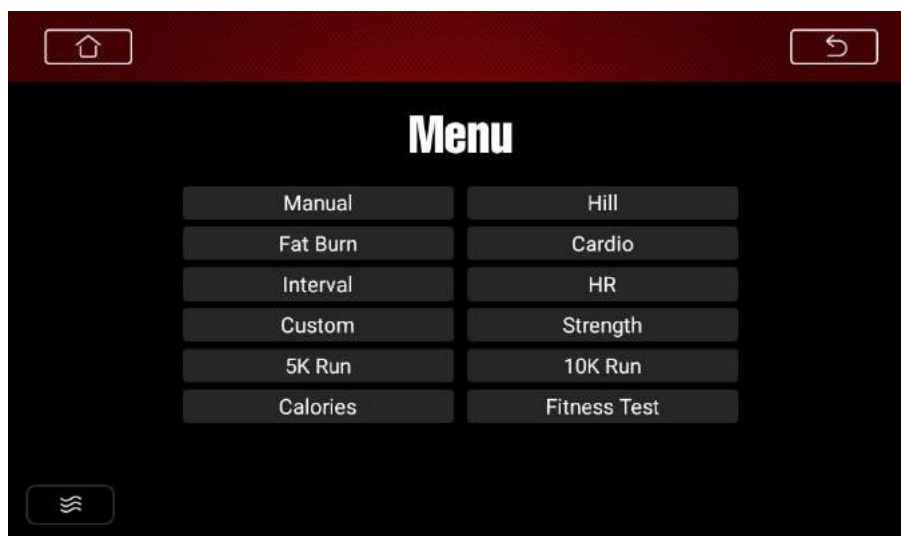 Menu
Manual
Hill
Fat Burn
Cardio
Interval
HR
Custom
Strength
5K Run
10K Run
Calories
Fitness Test